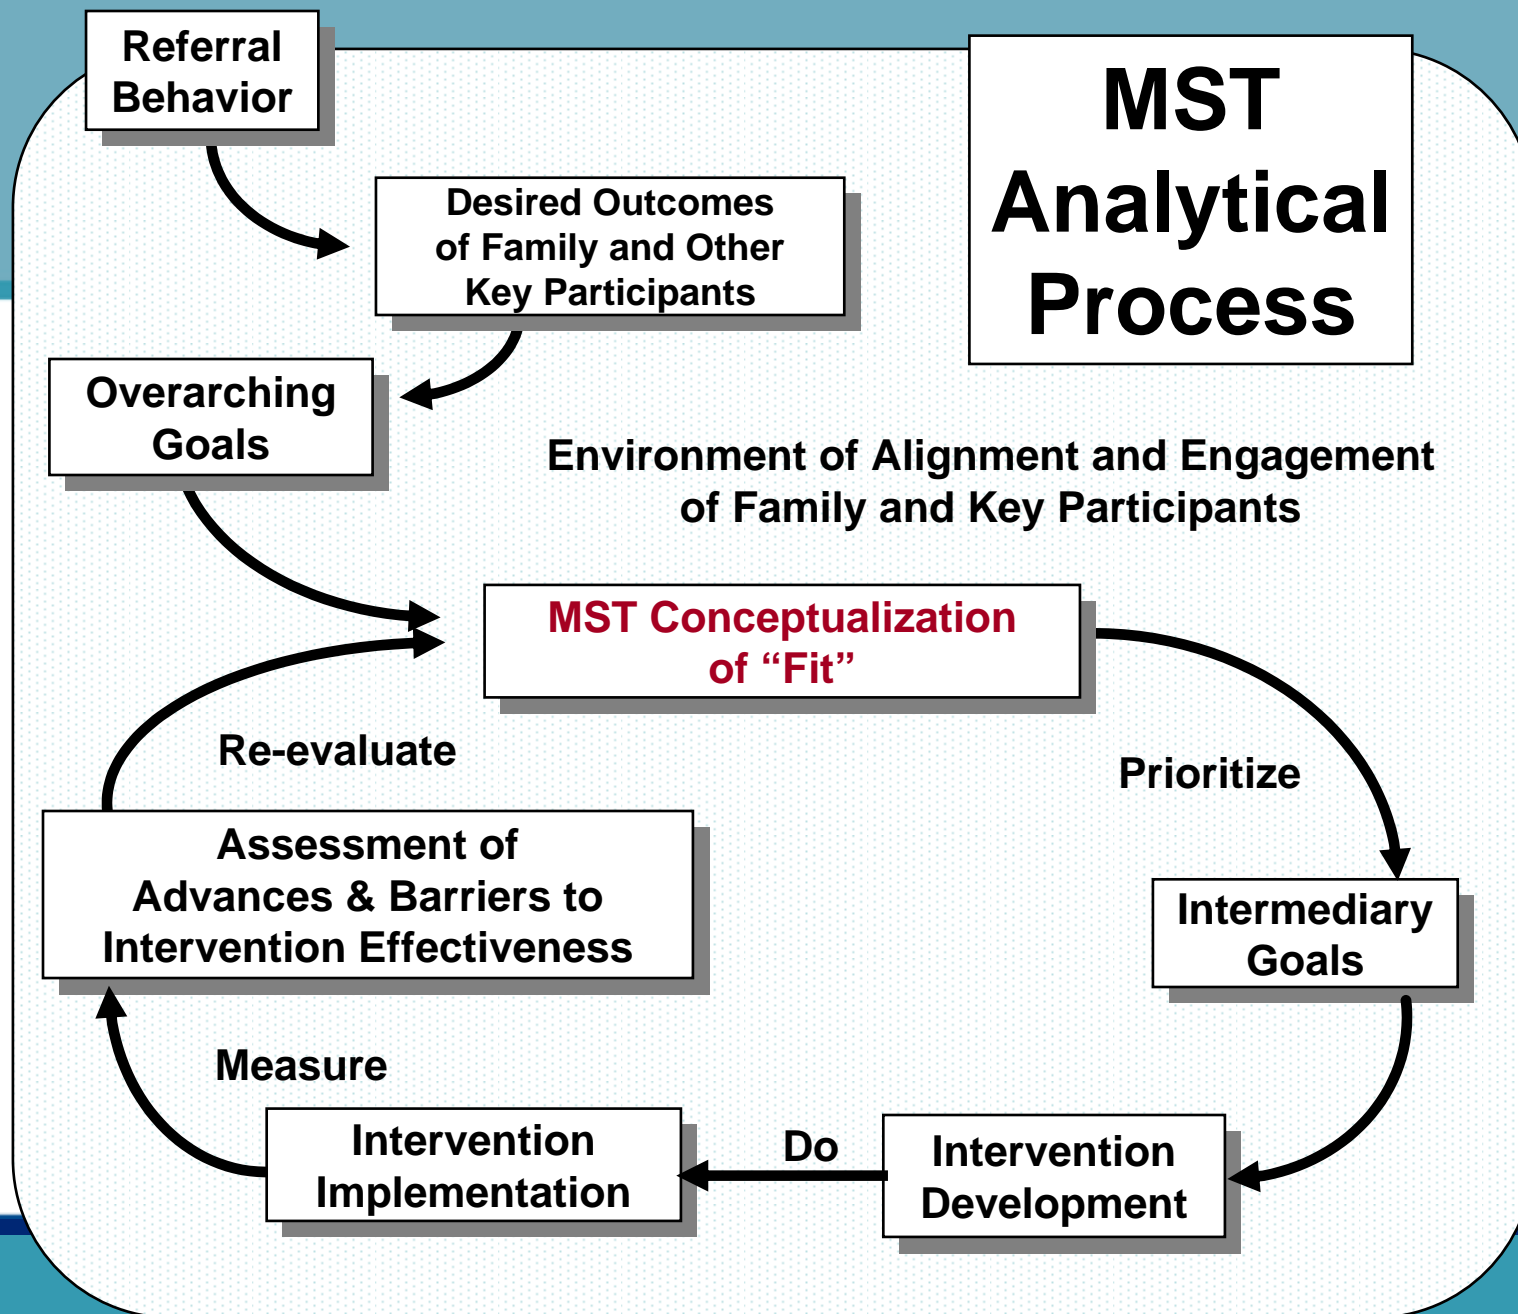 Referral
Behavior
MST
Analytical
Process
Desired Outcomes
of Family and Other
Key Participants
Overarching
Goals
Environment of Alignment and Engagement
of Family and Key Participants
MST Conceptualization
of “Fit”
Re-evaluate
Prioritize
Assessment of
Advances & Barriers to
Intervention Effectiveness
Intermediary
Goals
Measure
Do
Intervention
Implementation
Intervention
Development